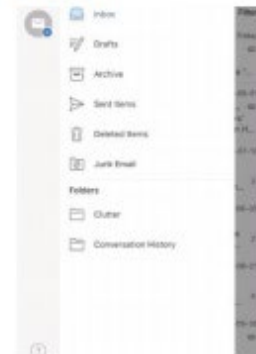 Inbox
Drafts
Archive
Sent Items
Deleted Items
Junk Email
Folders
Clutter
Conversation History